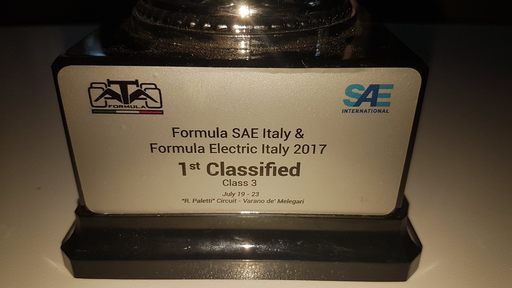 ATA
FORMULA
SAE
INTERNATIONAL
Formula SAE Italy &
Formula Electric Italy 2017
1st Classified
Class 3
July 19 - 23
"R. Paletti" Circuit - Varano de' Melegari